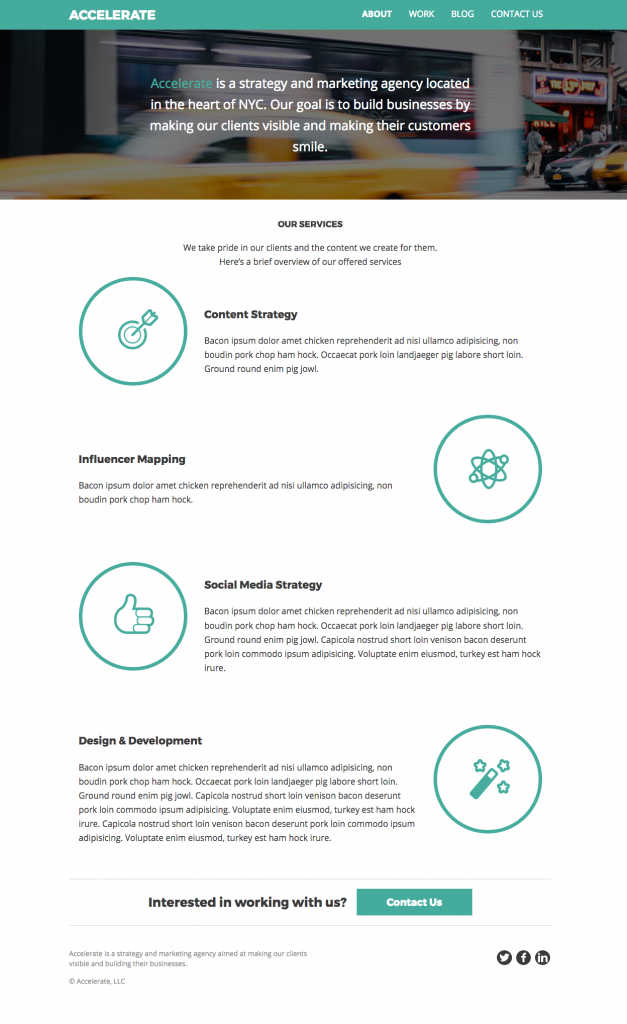 ACCELERATE
ABOUT WORK BLOG CONTACT US
Accelerate is a strategy and marketing agency located
in the heart of NYC. Our goal is to build businesses by
making our clients visible and making their customers
smile.
OUR SERVICES
We take pride in our clients and the content we create for them.
Here's a brief overview of our offered services
Content Strategy
Bacon ipsum dolor amet chicken reprehenderit ad nisi ullamco adipisicing, non
boudin pork chop ham hock. Occaecat pork loin landjaeger pig labore short loin.
Ground round enim pig jowl.
Influencer Mapping
Bacon ipsum dolor amet chicken reprehenderit ad nisi ullamco adipisicing, non
boudin pork chop ham hock.
Social Media Strategy
Bacon ipsum dolor amet chicken reprehenderit ad nisi ullamco adipisicing, non
boudin pork chop ham hock. Occaecat pork loin landjaeger pig labore short loin.
Ground round enim pig jowl. Capicola nostrud short loin venison bacon deserunt
pork loin commodo ipsum adipisicing. Voluptate enim eiusmod, turkey est ham hock
irure.
Design & Development
Bacon ipsum dolor amet chicken reprehenderit ad nisi ullamco adipisicing, non
boudin pork chop ham hock. Occaecat pork loin landjaeger pig labore short loin.
Ground round enim pig jowl. Capicola nostrud short loin venison bacon deserunt
pork loin commodo ipsum adipisicing. Voluptate enim eiusmod, turkey est ham hock
irure. Capicola nostrud short loin venison bacon deserunt pork loin commodo ipsum
adipisicing. Voluptate enim eiusmod, turkey est ham hock irure.
Interested in working with us?
Contact Us
Accelerate is a strategy and marketing agency aimed at making our clients
visible and building their businesses.
© Accelerate, LLC